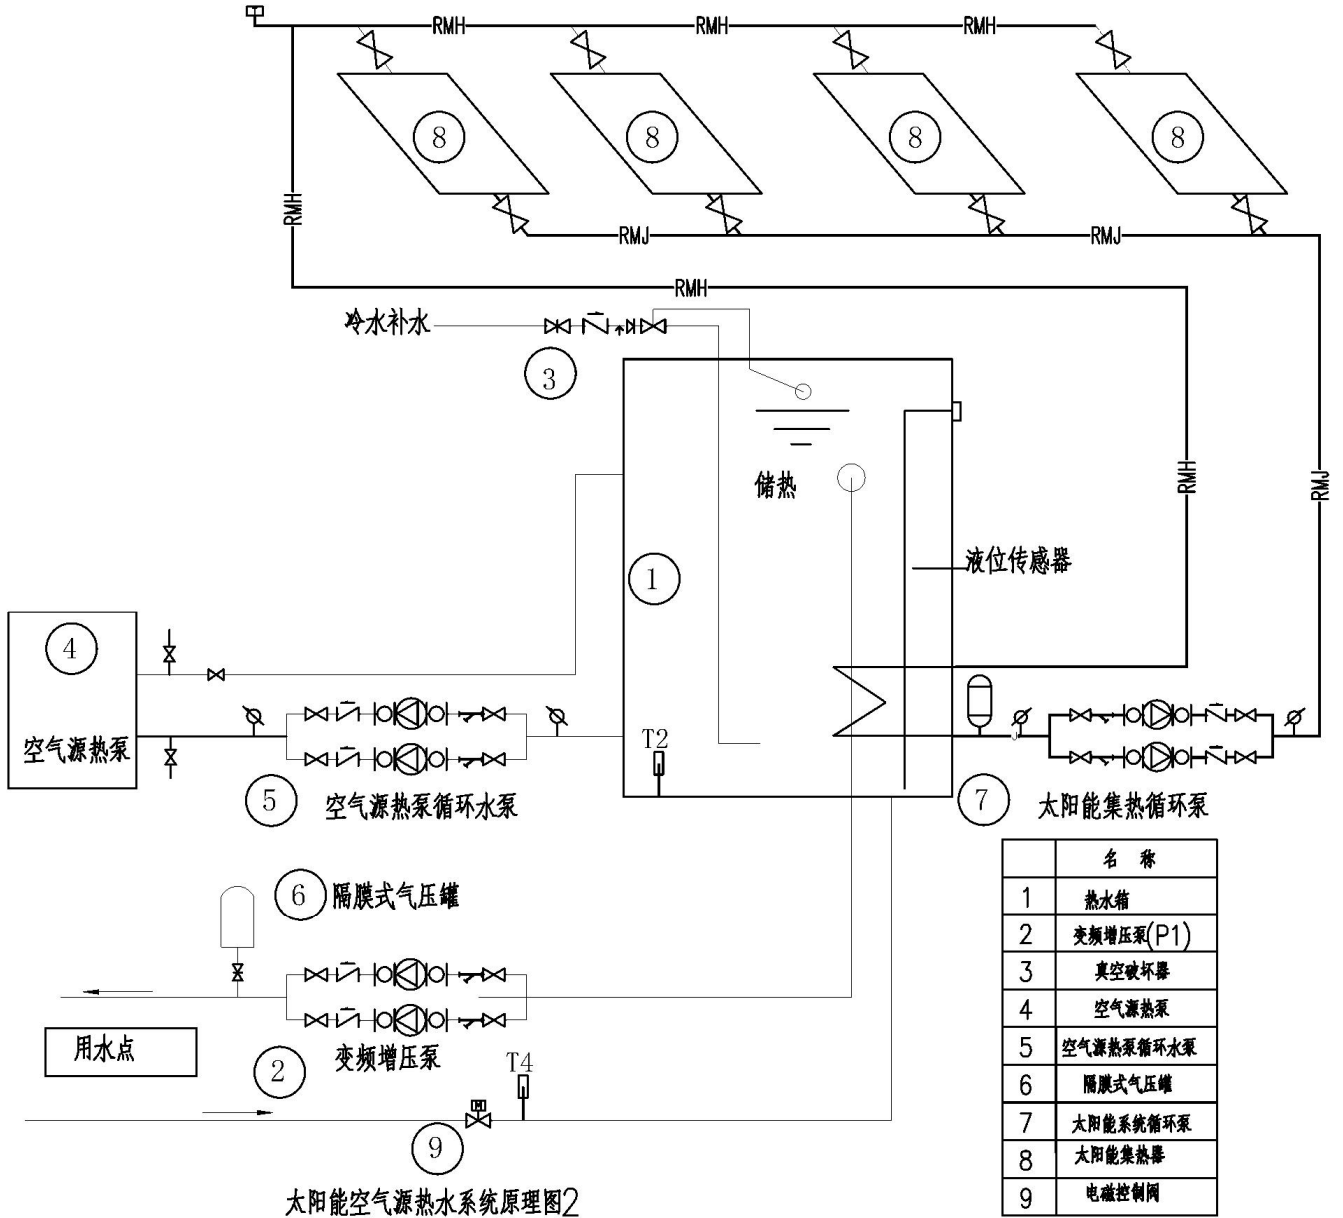 T
RMH
RMH
RMH
8
8
8
8
RMH
RMJ
RMJ
RMH
冷水补水
3
储热
RMH
RMJ
液位传感器
1
4
空气源热泵
T2
J
5
空气源热泵循环水泵
7
太阳能集热循环泵
6
隔膜式气压罐
用水点
2
变频增压泵
T4
M
9
太阳能空气源热水系统原理图2
名 称
1 热水箱
2 变频增压泵(P1)
3 真空破坏器
4 空气源热泵
5 空气源热泵循环水泵
6 隔膜式气压罐
7 太阳能系统循环泵
8 太阳能集热器
9 电磁控制阀